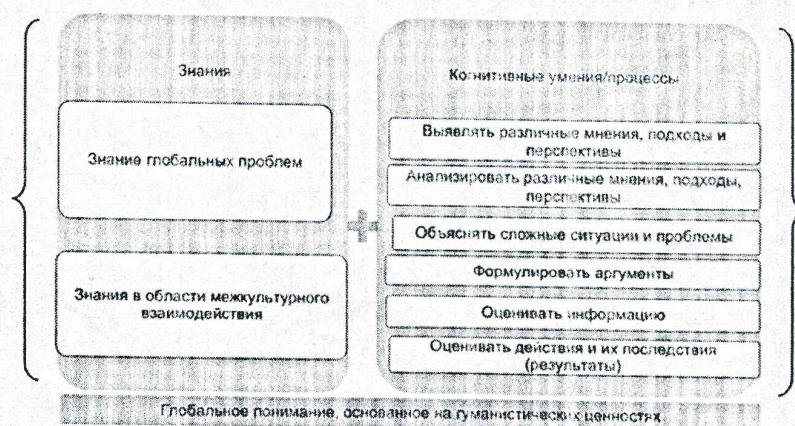 Знания
Знание глобальных проблем
Знания в области межкультурного
взаимодействия
Когнитивные умения/процессы
Выявлять различные мнения, подходы и
перспективы
Анализировать различные мнения, подходы,
перспективы
Объяснять сложные ситуации и проблемы
Формулировать аргументы
Оценивать информацию
Оценивать действия и их последствия
(результаты)
Глобальное понимание, основанное на гуманистических ценностях